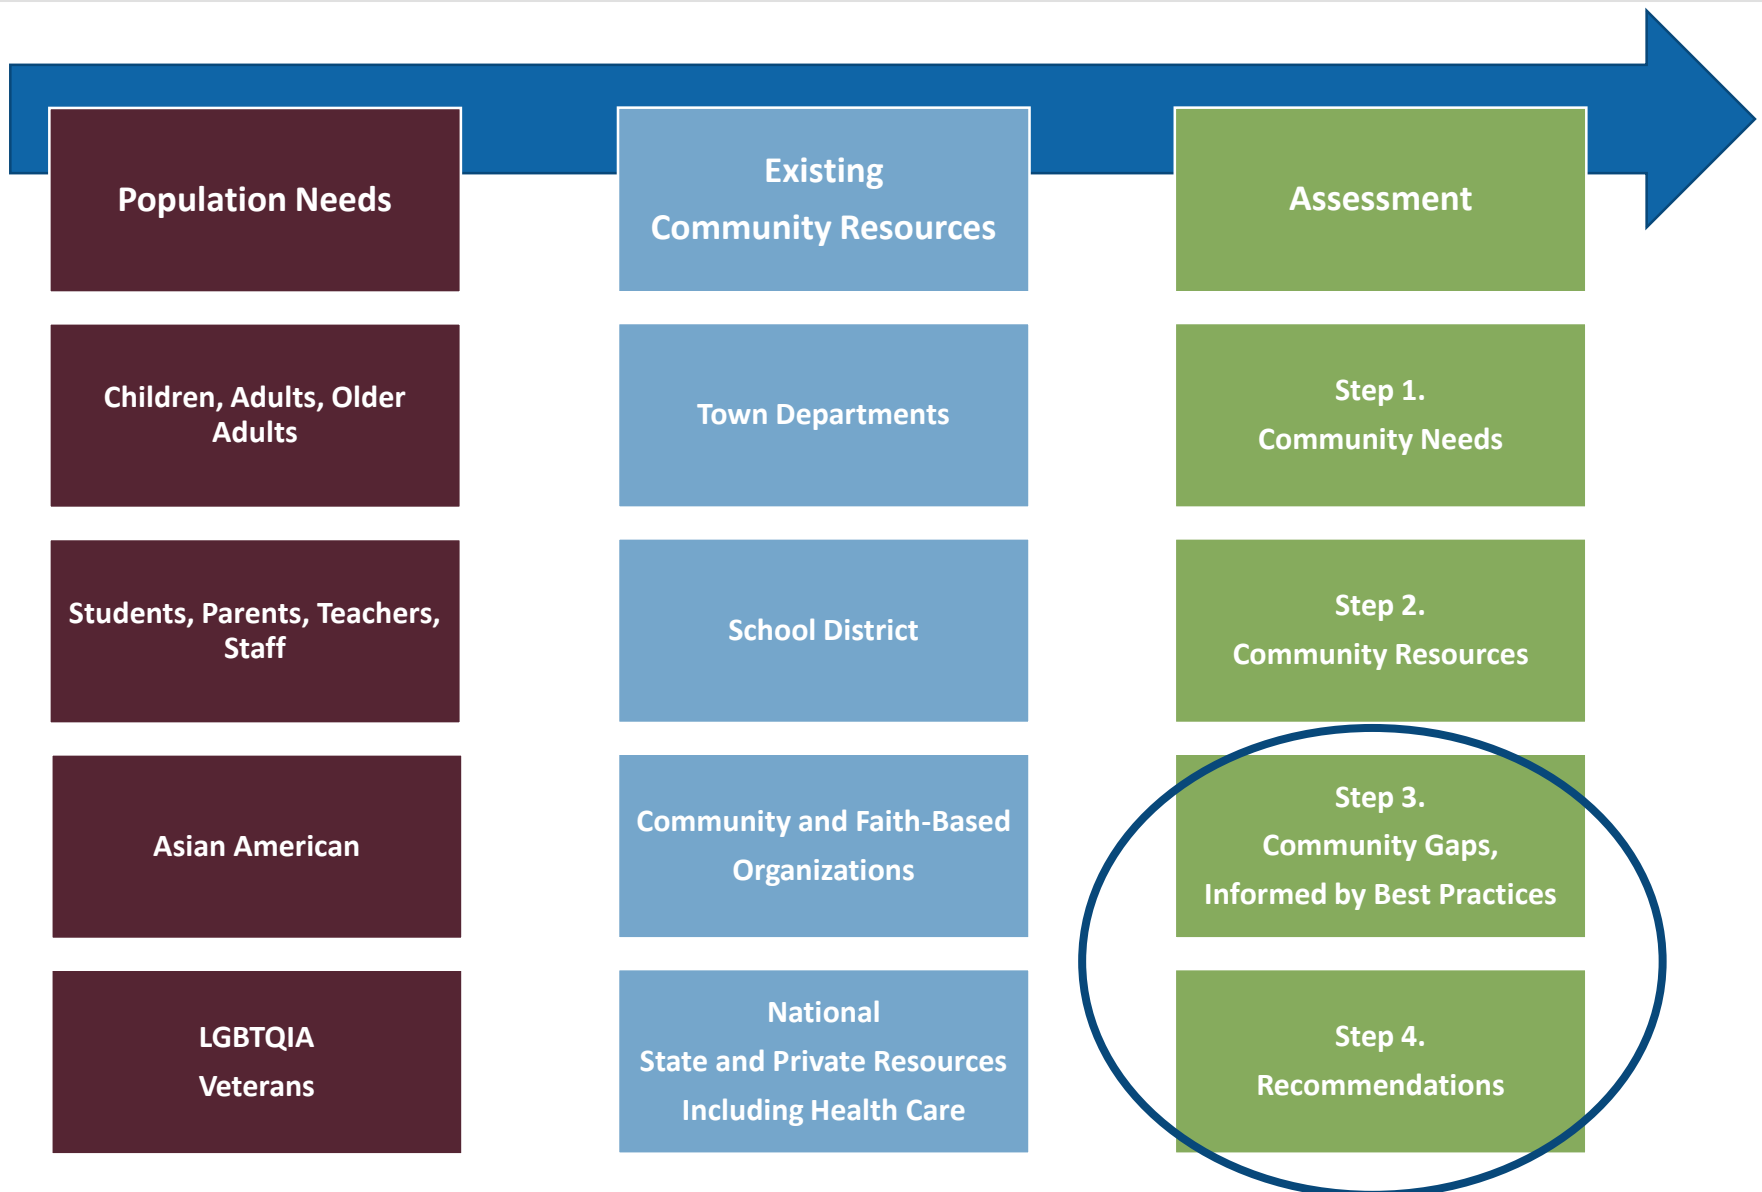 Population Needs
Existing
Community Resources
Assessment
Children, Adults, Older
Adults
Town Departments
Step 1.
Community Needs
Students, Parents, Teachers,
Staff
School District
Step 2.
Community Resources
Asian American
Community and Faith-Based
Organizations
Step 3.
Community Gaps,
Informed by Best Practices
LGBTQIA
Veterans
National
State and Private Resources
Including Health Care
Step 4.
Recommendations